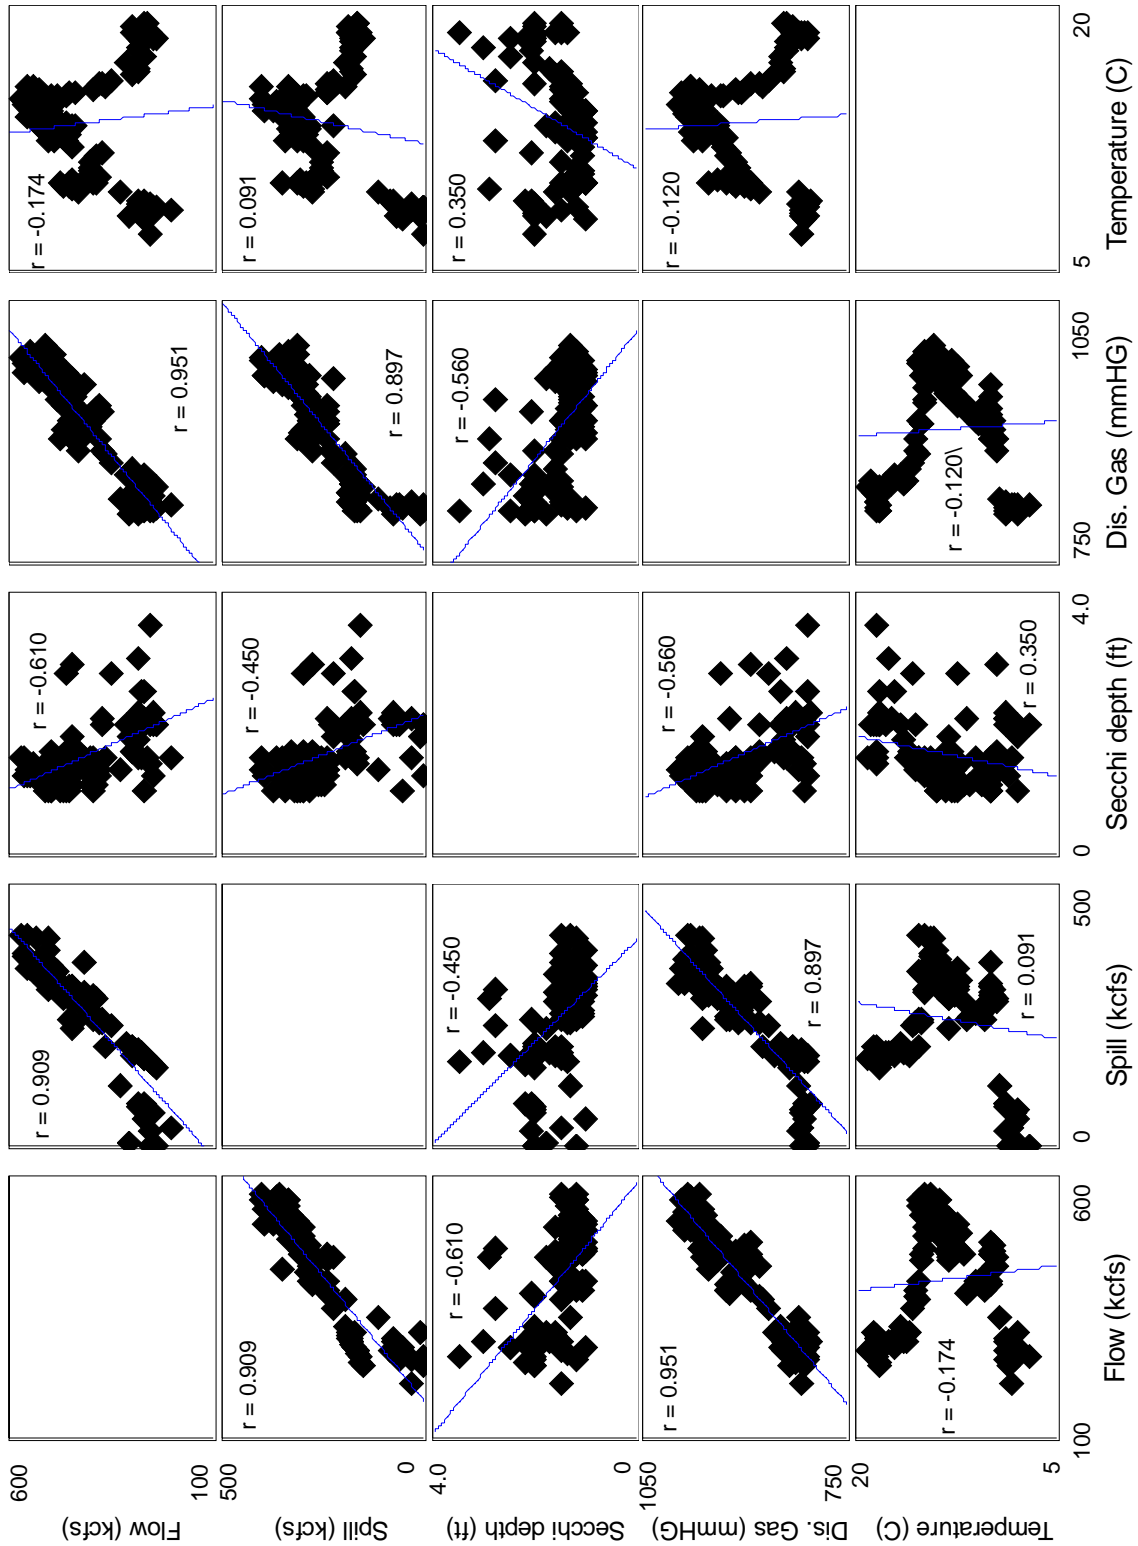 600
Flow (kcfs)
100
r = 0.909
r = -0.610
r = 0.951
r = -0.174
500
Spill (kcfs)
0
r = 0.909
r = -0.450
r = 0.897
r = 0.091
4.0
Secchi depth (ft)
0
r = -0.610
r = -0.450
r = -0.560
r = 0.350
1050
Dis. Gas (mmHG)
750
r = 0.951
r = 0.897
r = -0.560
r = -0.120
20
Temperature (C)
5
r = -0.174
r = 0.091
r = 0.350
r = -0.120\
100 600
0 500
0 4.0
750 1050
5 20
Flow (kcfs)
Spill (kcfs)
Secchi depth (ft)
Dis. Gas (mmHG)
Temperature (C)